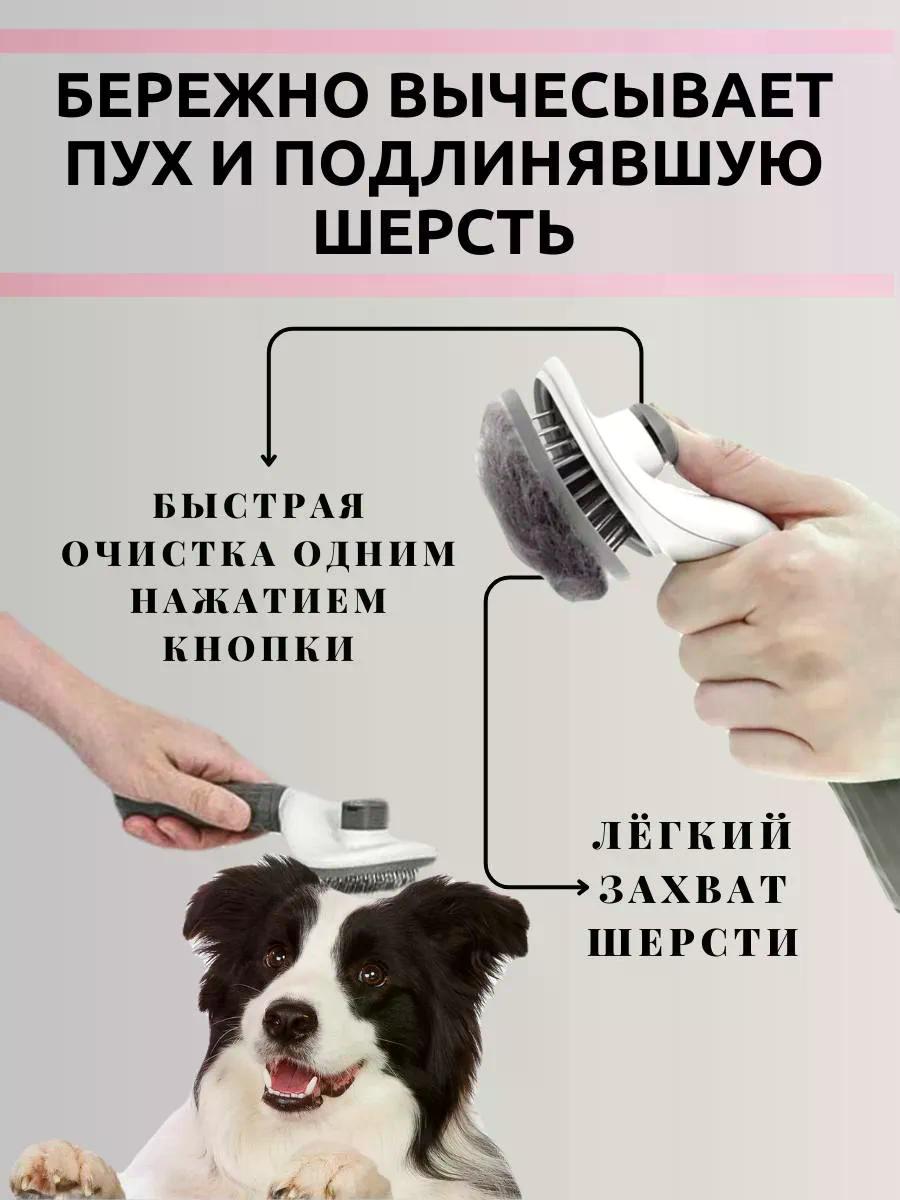 БЕРЕЖНО ВЫЧЕСЫВАЕТ
ПУХ И ПОДЛИНЯВШУЮ
ШЕРСТЬ
БЫСТРАЯ
ОЧИСТКА ОДНИМ
НАЖАТИЕМ
КНОПКИ
ЛЁГКИЙ
ЗАХВАТ
ШЕРСТИ